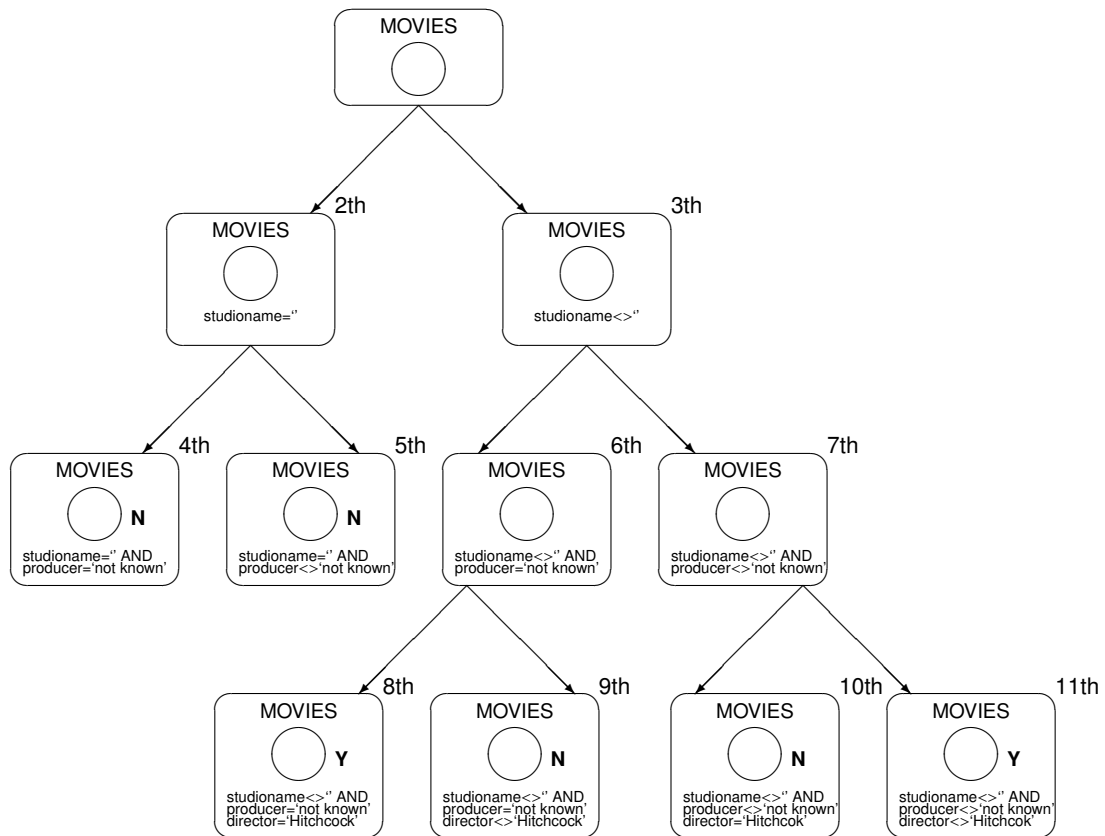 MOVIES
2th
3th
MOVIES
MOVIES
studioname=‘’
studioname<>‘’
4th
5th
6th
7th
MOVIES
N
studioname=‘’ AND
producer=‘not known’
MOVIES
N
studioname=‘’ AND
producer<>‘not known’
MOVIES
studioname<>‘’ AND
producer=‘not known’
MOVIES
studioname<>‘’ AND
producer<>‘not known’
8th
9th
10th
11th
MOVIES
Y
studioname<>‘’ AND
producer=‘not known’
director=‘Hitchcock’
MOVIES
N
studioname<>‘’ AND
producer=‘not known’
director<>‘Hitchcock’
MOVIES
N
studioname<>‘’ AND
producer<>‘not known’
director=‘Hitchcok’
MOVIES
Y
studioname<>‘’ AND
producer<>‘not known’
director<>‘Hitchcok’